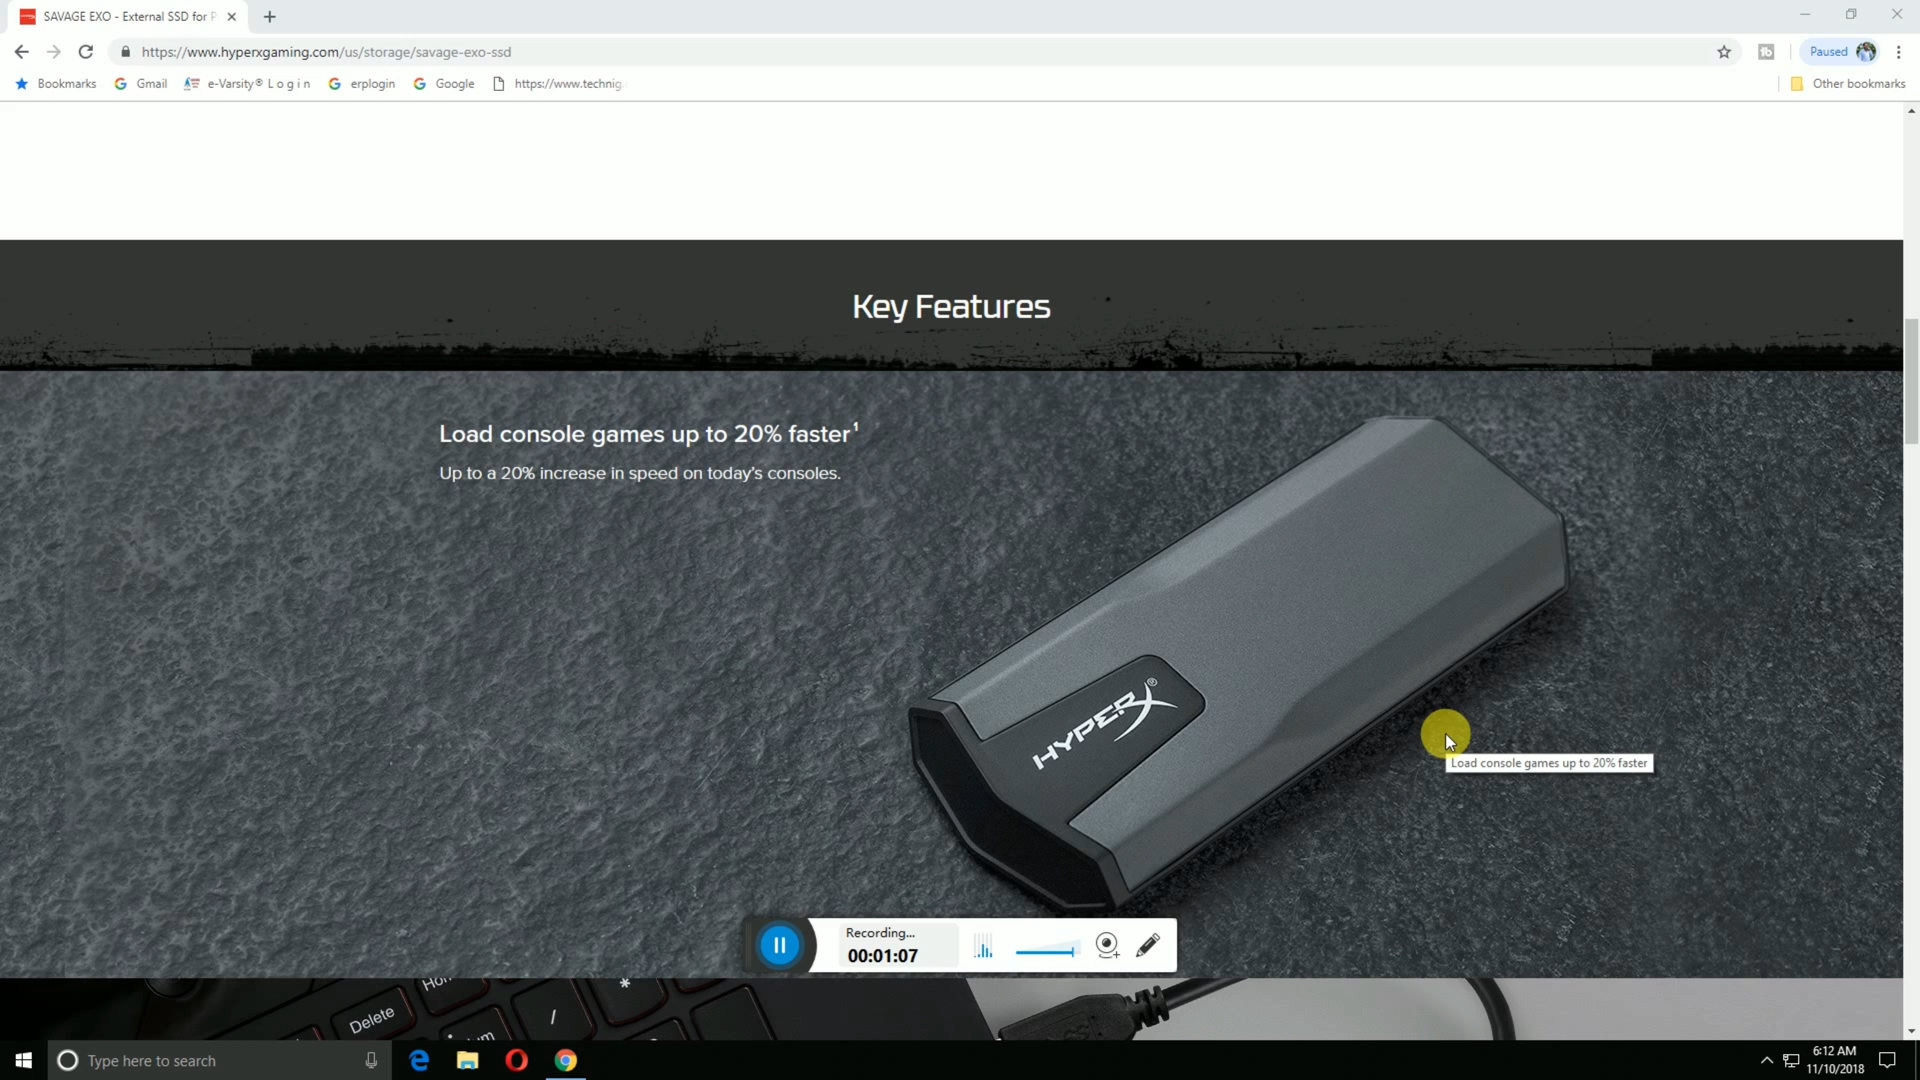 SAVAGE EXO - External SSD for P
https://www.hyperxgaming.com/us/storage/savage-exo-ssd
Paused
Bookmarks
Gmail
e-Varsity® L o g i n
erplogin
Google
https://www.technig.
Other bookmarks
Key Features
Load console games up to 20% faster¹
Up to a 20% increase in speed on today's consoles.
HYPERX®
Load console games up to 20% faster
Recording...
00:01:07
Delete
*
/
Type here to search
6:12 AM
11/10/2018